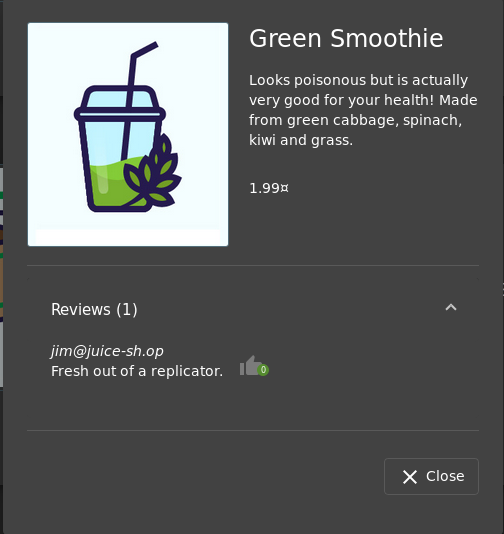 Green Smoothie
Looks poisonous but is actually
very good for your health! Made
from green cabbage, spinach,
kiwi and grass.
1.99¤
Reviews (1)
jim@juice-sh.op
Fresh out of a replicator.
0
Close